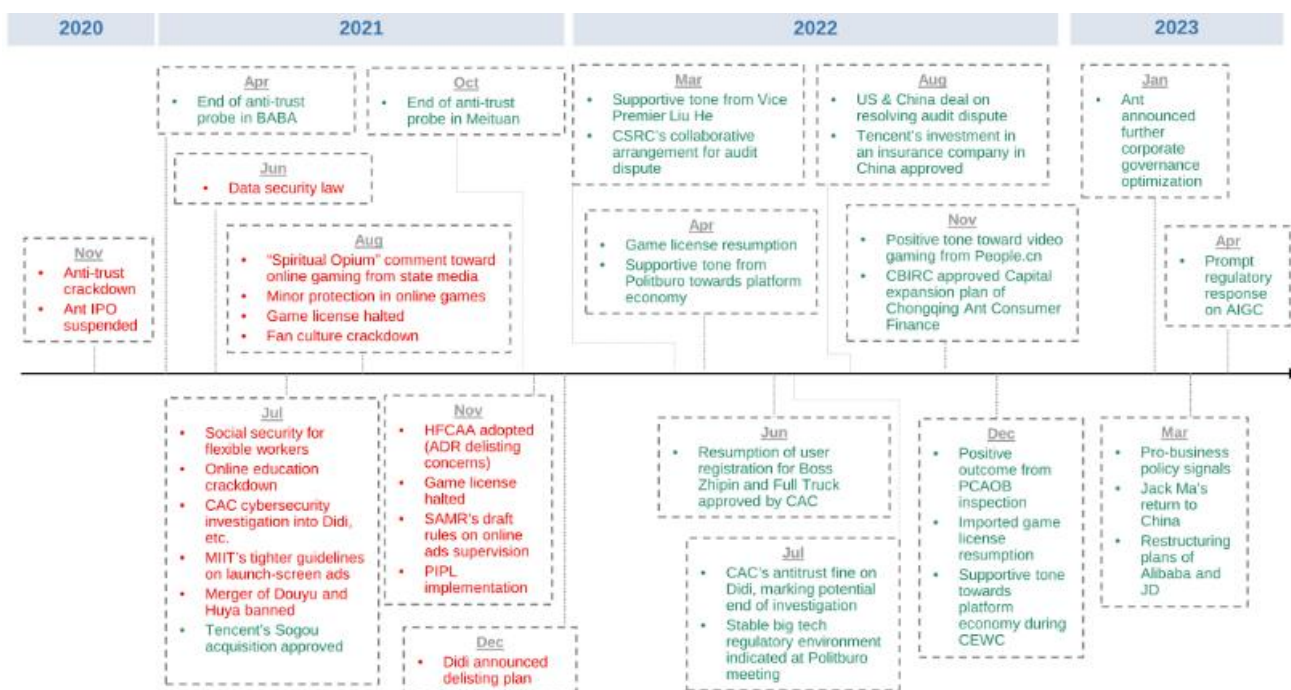 2020
2021
2022
2023
Nov
• Anti-trust
crackdown
• Ant IPO
suspended
Apr
• End of anti-trust
probe in BABA
Oct
• End of anti-trust
probe in Meituan
Jun
• Data security law
Aug
• "Spiritual Opium" comment toward
online gaming from state media
• Minor protection in online games
• Game license halted
• Fan culture crackdown
Mar
• Supportive tone from Vice
Premier Liu He
• CSRC's collaborative
arrangement for audit
dispute
Apr
• Game license resumption
• Supportive tone from
Politburo towards platform
economy
Aug
• US & China deal on
resolving audit dispute
• Tencent's investment in
an insurance company in
China approved
Nov
• Positive tone toward video
gaming from People.cn
• CBIRC approved Capital
expansion plan of
Chongqing Ant Consumer
Finance
Jan
• Ant
announced
further
corporate
governance
optimization
Apr
• Prompt
regulatory
response
on AIGC
Jul
• Social security for
flexible workers
• Online education
crackdown
• CAC cybersecurity
investigation into Didi,
etc.
• MIIT's tighter guidelines
on launch-screen ads
• Merger of Douyu and
Huya banned
• Tencent's Sogou
acquisition approved
Nov
• HFCAA adopted
(ADR delisting
concerns)
• Game license
halted
• SAMR's draft
rules on online
ads supervision
• PIPL
implementation
Dec
• Didi announced
delisting plan
Jun
• Resumption of user
registration for Boss
Zhipin and Full Truck
approved by CAC
Jul
• CAC's antitrust fine on
Didi, marking potential
end of investigation
• Stable big tech
regulatory environment
indicated at Politburo
meeting
Dec
• Positive
outcome from
PCAOB
inspection
• Imported game
license
resumption
• Supportive tone
towards
platform
economy during
CEWC
Mar
• Pro-business
policy signals
• Jack Ma's
return to
China
• Restructuring
plans of
Alibaba and
JD